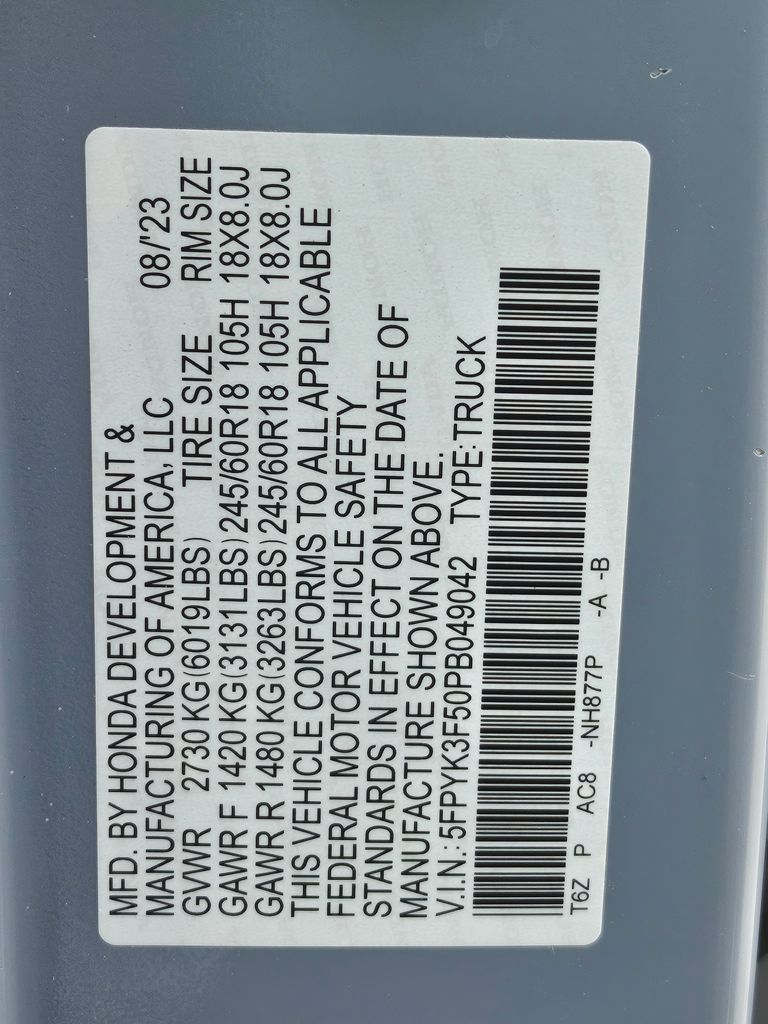 MFD. BY HONDA DEVELOPMENT &
MANUFACTURING OF AMERICA, LLC 08/'23
GVWR 2730 KG(6019LBS) TIRE SIZE RIM SIZE
GAWR F 1420 KG(3131LBS) 245/60R18 105H 18X8.0J
GAWR R 1480 KG(3263LBS) 245/60R18 105H 18X8.0J
THIS VEHICLE CONFORMS TO ALL APPLICABLE
FEDERAL MOTOR VEHICLE SAFETY
STANDARDS IN EFFECT ON THE DATE OF
MANUFACTURE SHOWN ABOVE.
V.I.N.: 5FPYK3F50PB049042 TYPE:TRUCK
T6Z P AC8 -NH877P -A -B